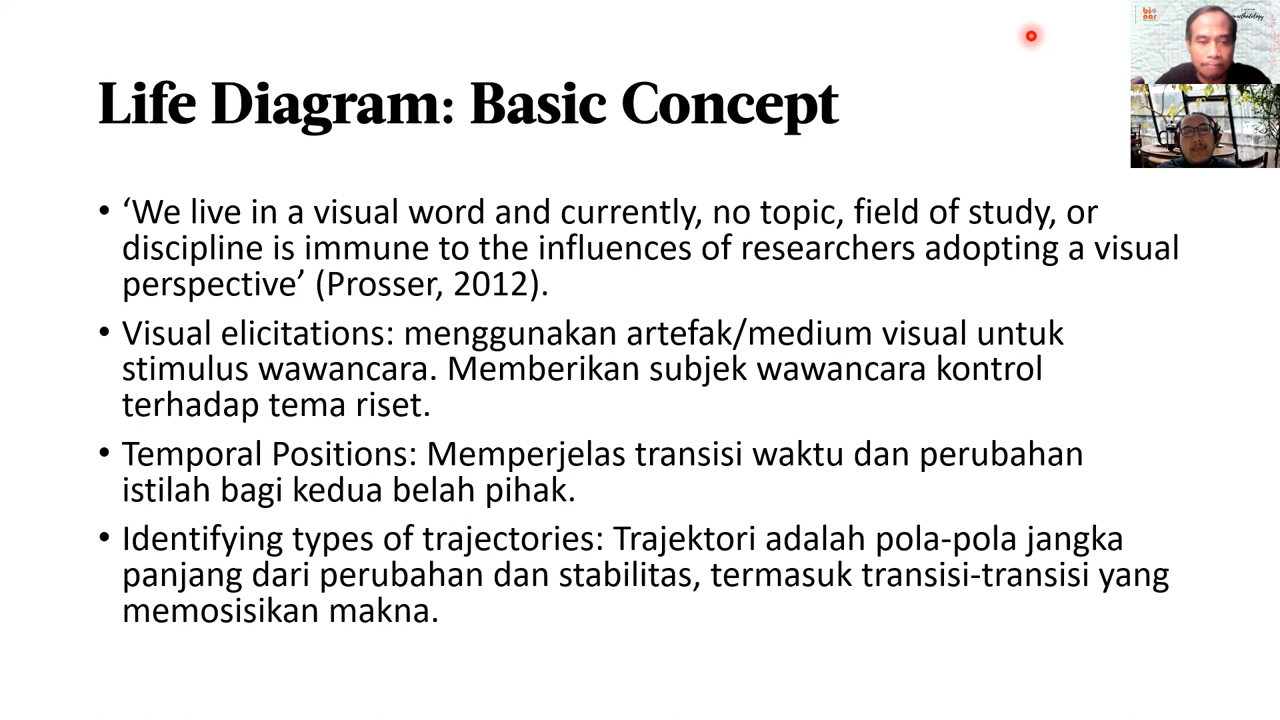 Life Diagram: Basic Concept
• ‘We live in a visual word and currently, no topic, field of study, or
discipline is immune to the influences of researchers adopting a visual
perspective’ (Prosser, 2012).
• Visual elicitations: menggunakan artefak/medium visual untuk
stimulus wawancara. Memberikan subjek wawancara kontrol
terhadap tema riset.
• Temporal Positions: Memperjelas transisi waktu dan perubahan
istilah bagi kedua belah pihak.
• Identifying types of trajectories: Trajektori adalah pola-pola jangka
panjang dari perubahan dan stabilitas, termasuk transisi-transisi yang
memosisikan makna.
bi
nar